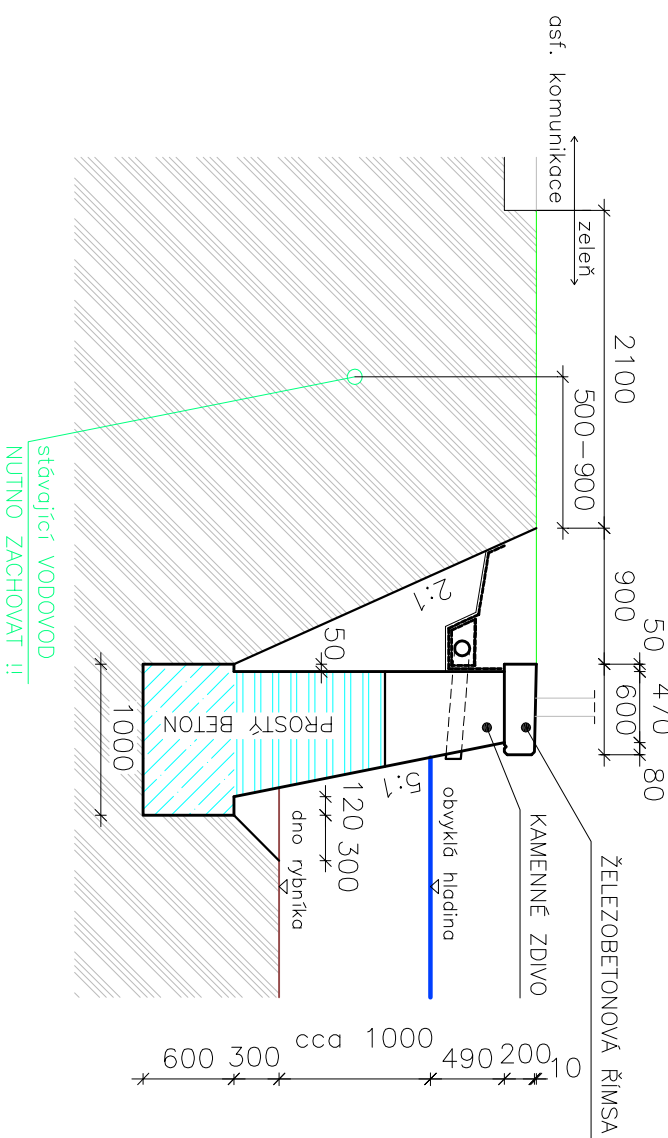 asf. komunikace
zeleň
2100
500-900
900
50
470
600
80
ŽELEZOBETONOVÁ ŘÍMSA
KAMENNÉ ZDIVO
2:1
50
PROSTÝ BETON
1000
5:1
120
300
obvyklá hladina
dno rybníka
stávající VODOVOD
NUTNO ZACHOVAT !!
600
300
cca 1000
490
200
10